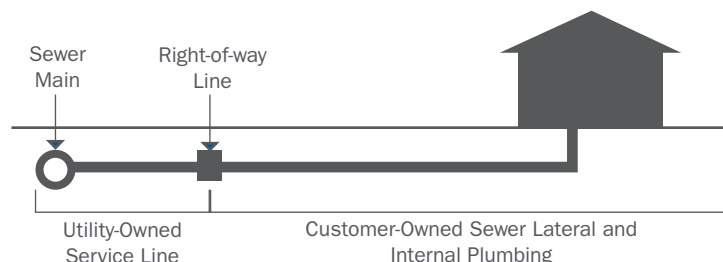 Sewer
Main
Right-of-way
Line
Utility-Owned
Service Line
Customer-Owned Sewer Lateral and
Internal Plumbing